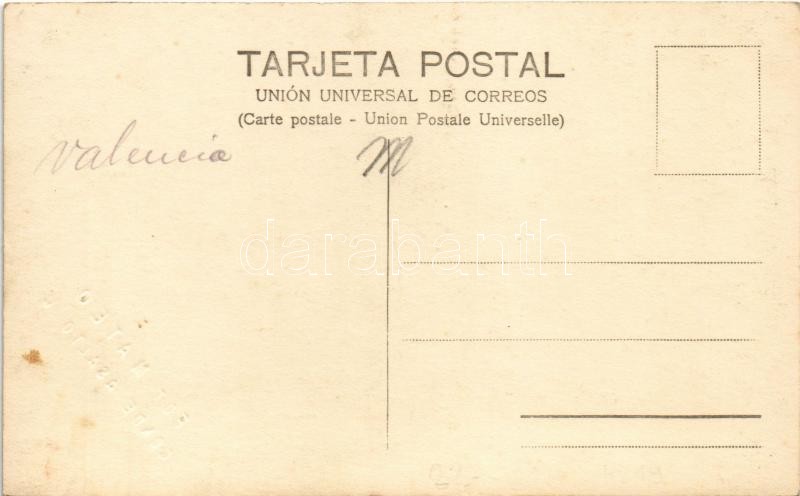 TARJETA POSTAL
UNIÓN UNIVERSAL DE CORREOS
(Carte postale - Union Postale Universelle)
Valencia
M
darabanth